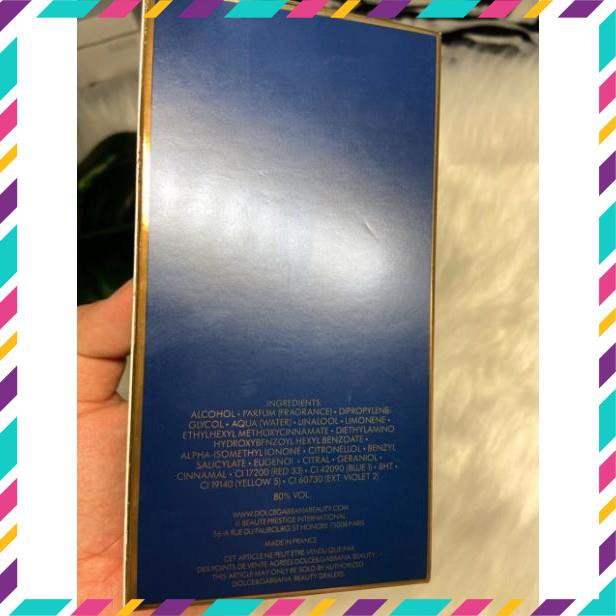 INGREDIENTS:
ALCOHOL • PARFUM (FRAGRANCE) • DIPROPYLENE
GLYCOL • AQUA (WATER) • LINALOOL • LIMONENE •
ETHYLHEXYL METHOXYCINNAMATE • DIETHYLAMINO
HYDROXYBENZOYL HEXYL BENZOATE •
ALPHA-ISOMETHYL IONONE • CITRONELLOL • BENZYL
SALICYLATE • EUGENOL • CITRAL • GERANIOL •
CINNAMAL • CI 17200 (RED 33) • CI 42090 (BLUE 1) • BHT •
CI 19140 (YELLOW 5) • CI 60730 (EXT. VIOLET 2)
80% VOL.
WWW.DOLCEGABBANABEAUTY.COM
© BEAUTE PRESTIGE INTERNATIONAL
56-A RUE DU FAUBOURG ST HONORE 75008 PARIS
MADE IN FRANCE
CET ARTICLE NE PEUT ETRE VENDU QUE PAR
DES POINTS DE VENTE AGREES DOLCE&GABBANA BEAUTY
THIS ARTICLE MAY ONLY BE SOLD BY AUTHORIZED
DOLCE&GABBANA BEAUTY DEALERS.